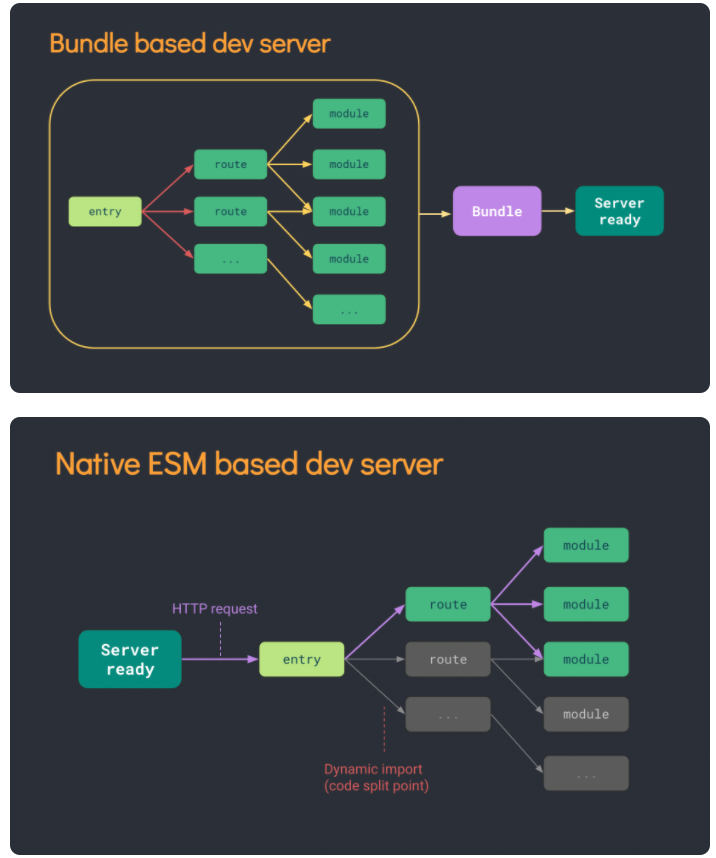 Bundle based dev server
module
route
module
entry
route
module
Bundle
Server
ready
...
module
...
Native ESM based dev server
module
HTTP request
route
module
Server
ready
entry
route
module
...
module
Dynamic import
(code split point)
...